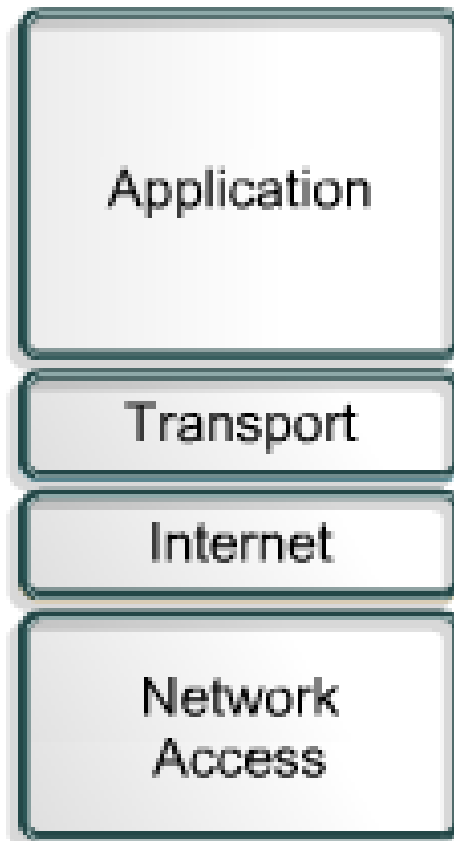 Application
Transport
Internet
Network
Access